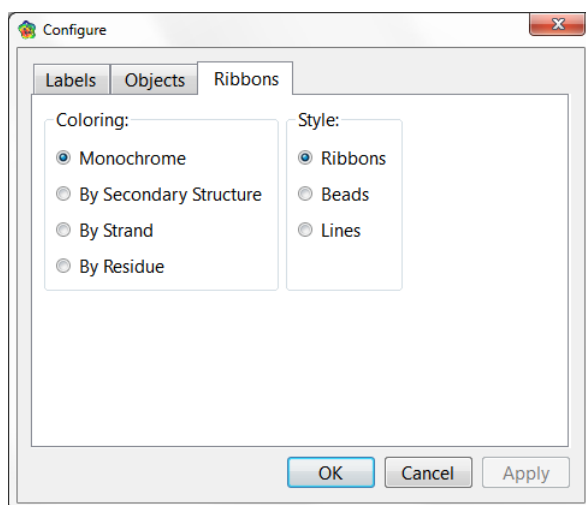 Configure
Labels Objects Ribbons
Coloring: Style:
Monochrome Ribbons
By Secondary Structure Beads
By Strand Lines
By Residue
OK Cancel Apply